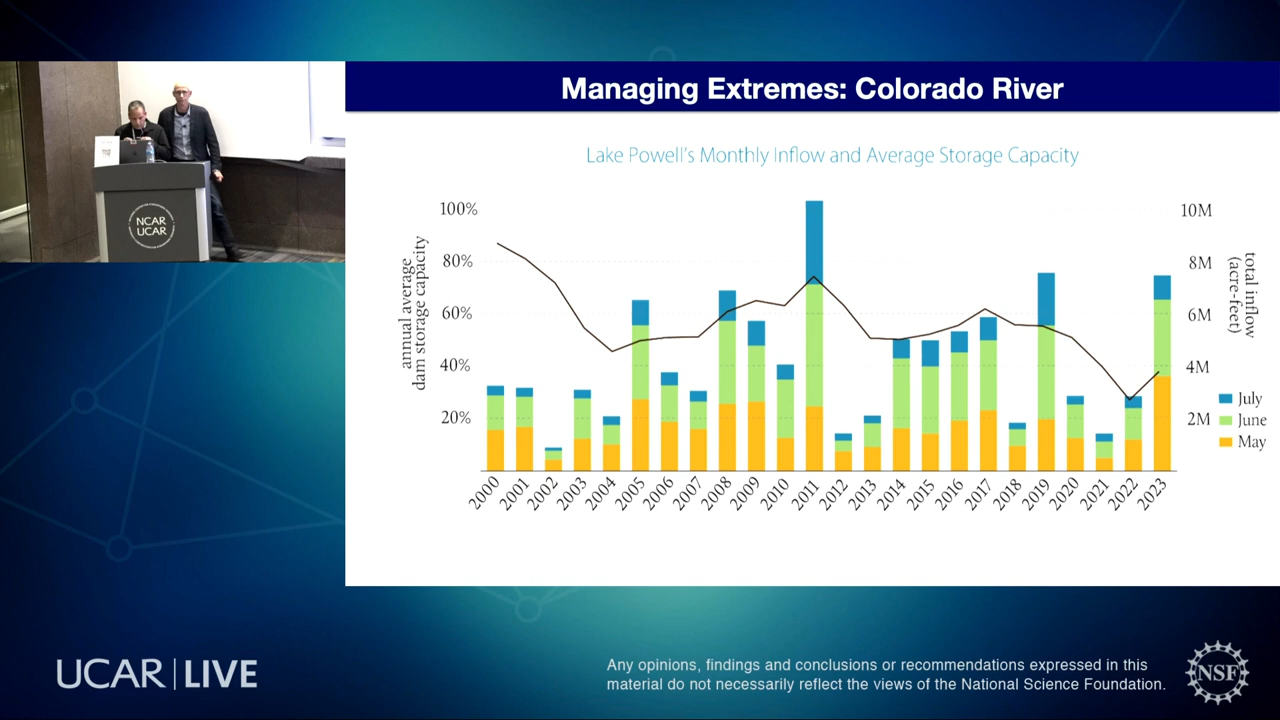 Managing Extremes: Colorado River
Lake Powell's Monthly Inflow and Average Storage Capacity
100%
80%
60%
40%
20%
annual average
dam storage capacity
10M
8M
6M
4M
2M
total inflow
(acre-feet)
July
June
May
2000
2001
2002
2003
2004
2005
2006
2007
2008
2009
2010
2011
2012
2013
2014
2015
2016
2017
2018
2019
2020
2021
2022
2023
NCAR
UCAR
UCAR | LIVE
Any opinions, findings and conclusions or recommendations expressed in this
material do not necessarily reflect the views of the National Science Foundation.
NSF